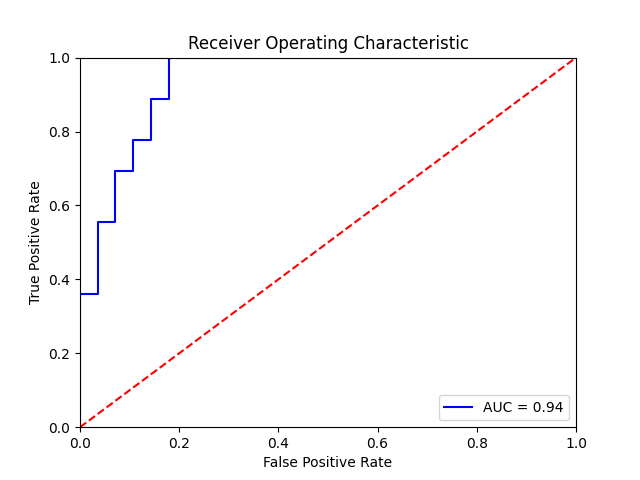 Receiver Operating Characteristic
1.0
0.8
0.6
0.4
0.2
0.0
True Positive Rate
AUC = 0.94
0.0 0.2 0.4 0.6 0.8 1.0
False Positive Rate